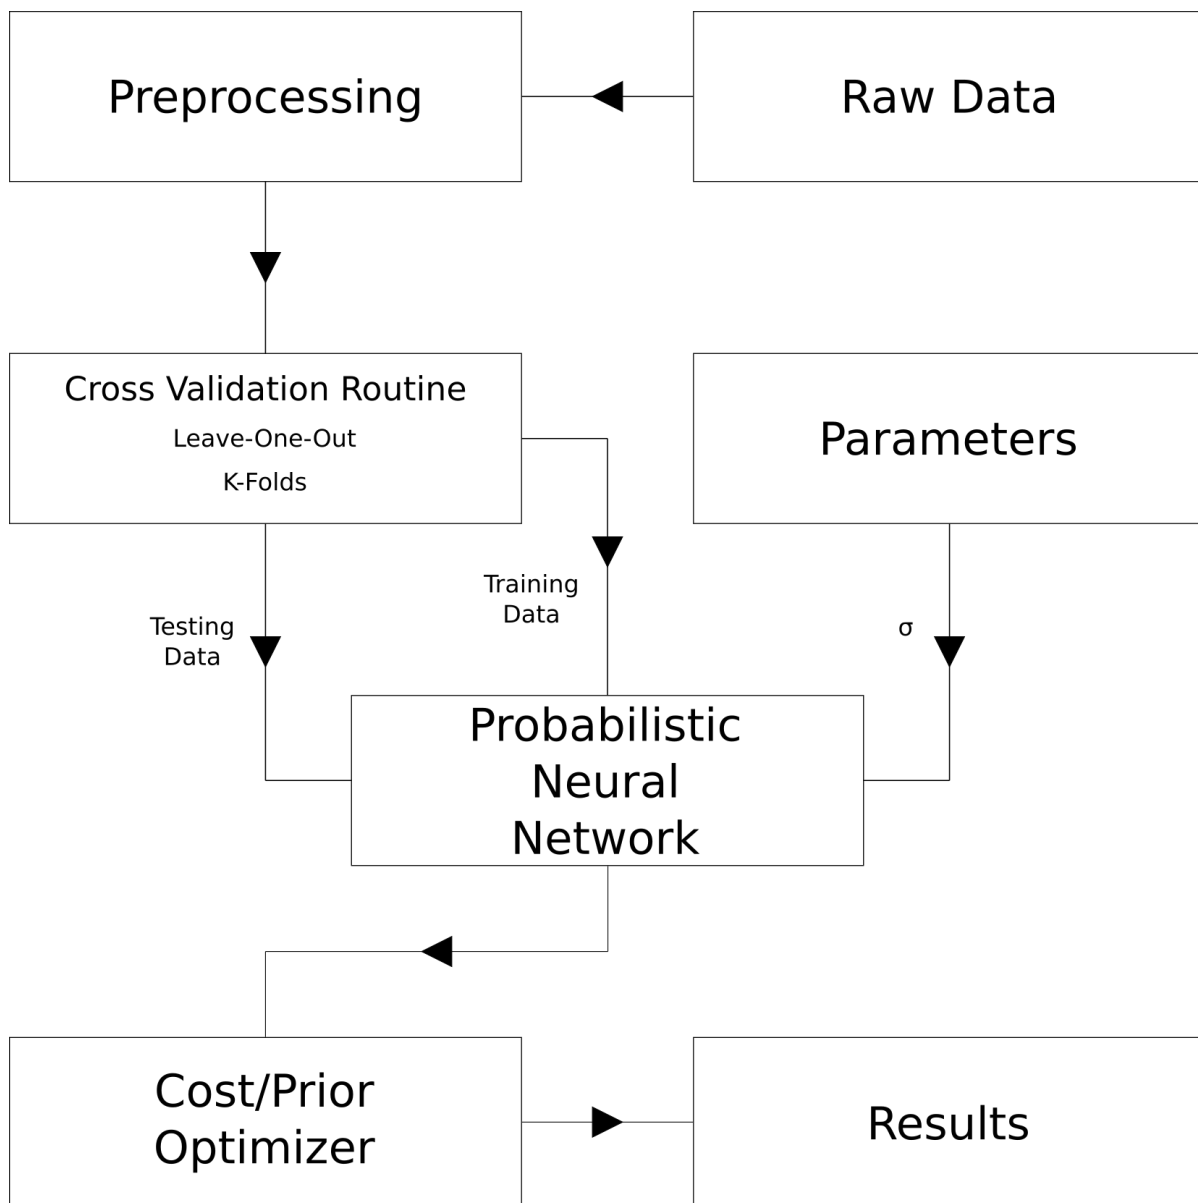 Preprocessing
Raw Data
Cross Validation Routine
Leave-One-Out
K-Folds
Parameters
Training
Data
Testing
Data
σ
Probabilistic
Neural
Network
Cost/Prior
Optimizer
Results